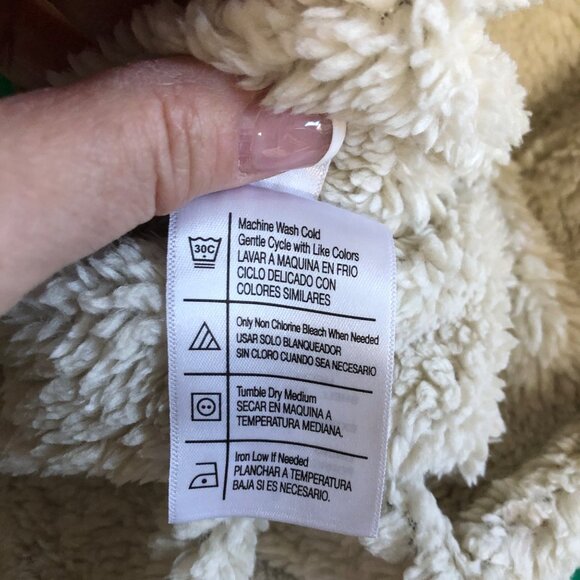 30C
Machine Wash Cold
Gentle Cycle with Like Colors
LAVAR A MAQUINA EN FRIO
CICLO DELICADO CON
COLORES SIMILARES
Only Non Chlorine Bleach When Needed
USAR SOLO BLANQUEADOR
SIN CLORO CUANDO SEA NECESARIO
Tumble Dry Medium
SECAR EN MAQUINA A
TEMPERATURA MEDIANA.
Iron Low If Needed
PLANCHAR A TEMPERATURA
BAJA SI ES NECESARIO.